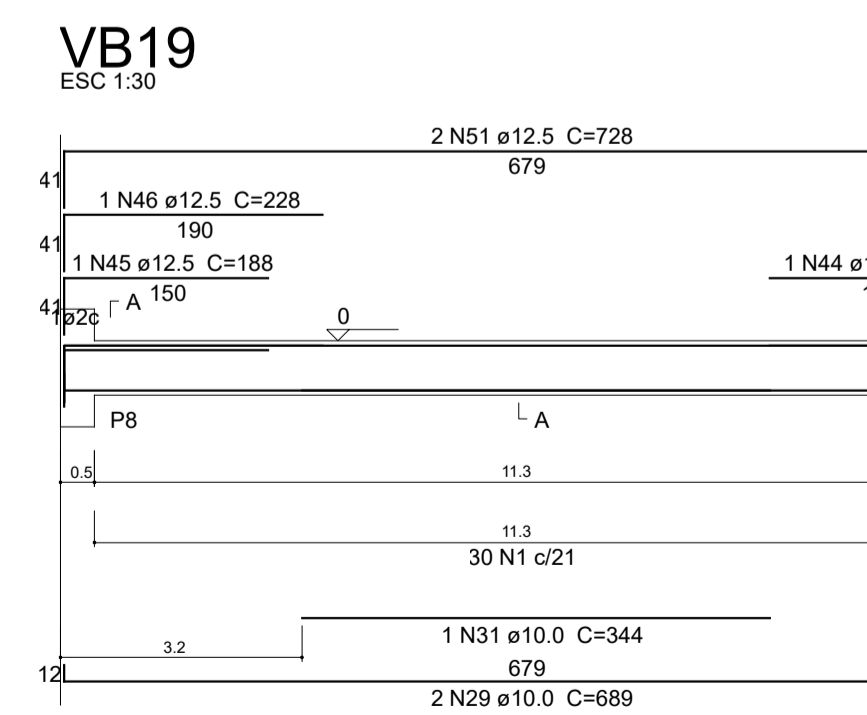 VB19
ESC 1:30
2 N51 ø12.5 C=728
679
41
1 N46 ø12.5 C=228
190
41
1 N45 ø12.5 C=188
150
1 N44
41
1ø2c
A
0
P8
A
0.5
11.3
11.3
30 N1 c/21
1 N31 ø10.0 C=344
3.2
679
12
2 N29 ø10.0 C=689